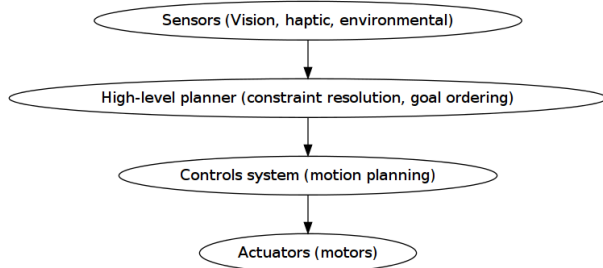 Sensors (Vision, haptic, environmental)
High-level planner (constraint resolution, goal ordering)
Controls system (motion planning)
Actuators (motors)